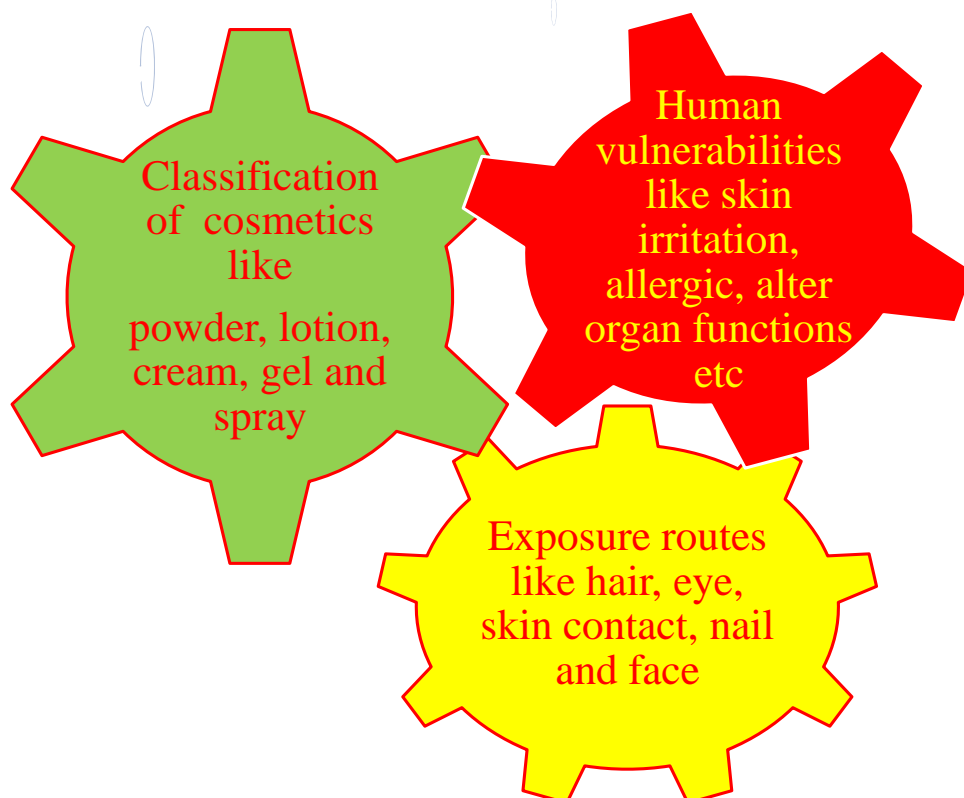 Classification
of cosmetics
like
powder, lotion,
cream, gel and
spray
Human
vulnerabilities
like skin
irritation,
allergic, alter
organ functions
etc
Exposure routes
like hair, eye,
skin contact, nail
and face